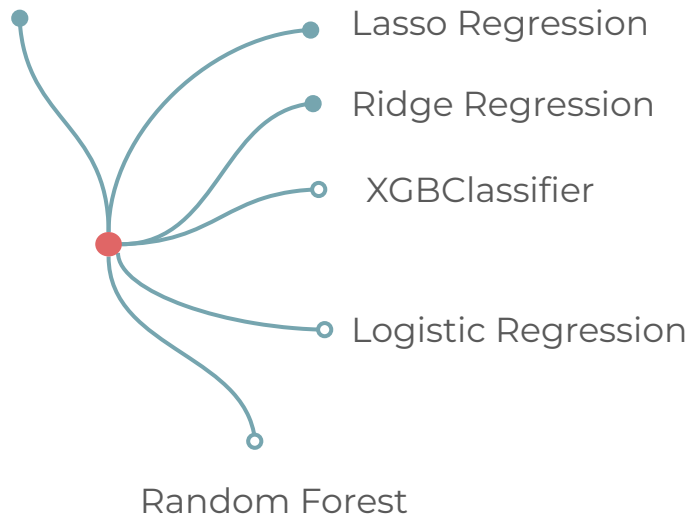 Lasso Regression
Ridge Regression
XGBClassifier
Logistic Regression
Random Forest